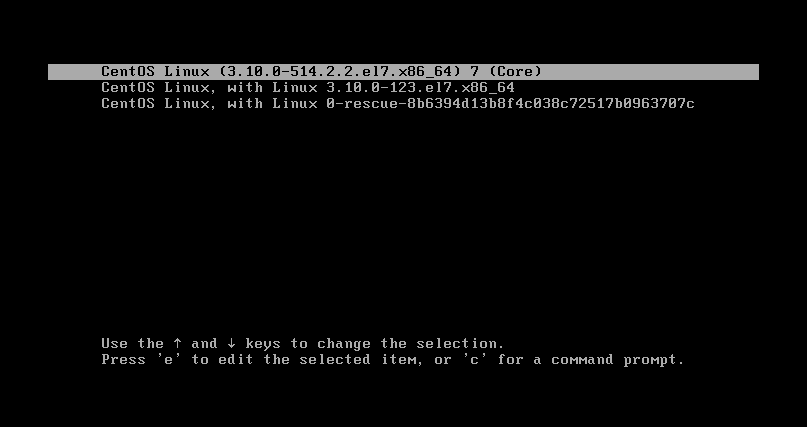 CentOS Linux (3.10.0-514.2.2.el7.x86_64) 7 (Core)
CentOS Linux, with Linux 3.10.0-123.el7.x86_64
CentOS Linux, with Linux 0-rescue-8b6394d13b8f4c038c72517b0963707c
Use the ↑ and ↓ keys to change the selection.
Press 'e' to edit the selected item, or 'c' for a command prompt.